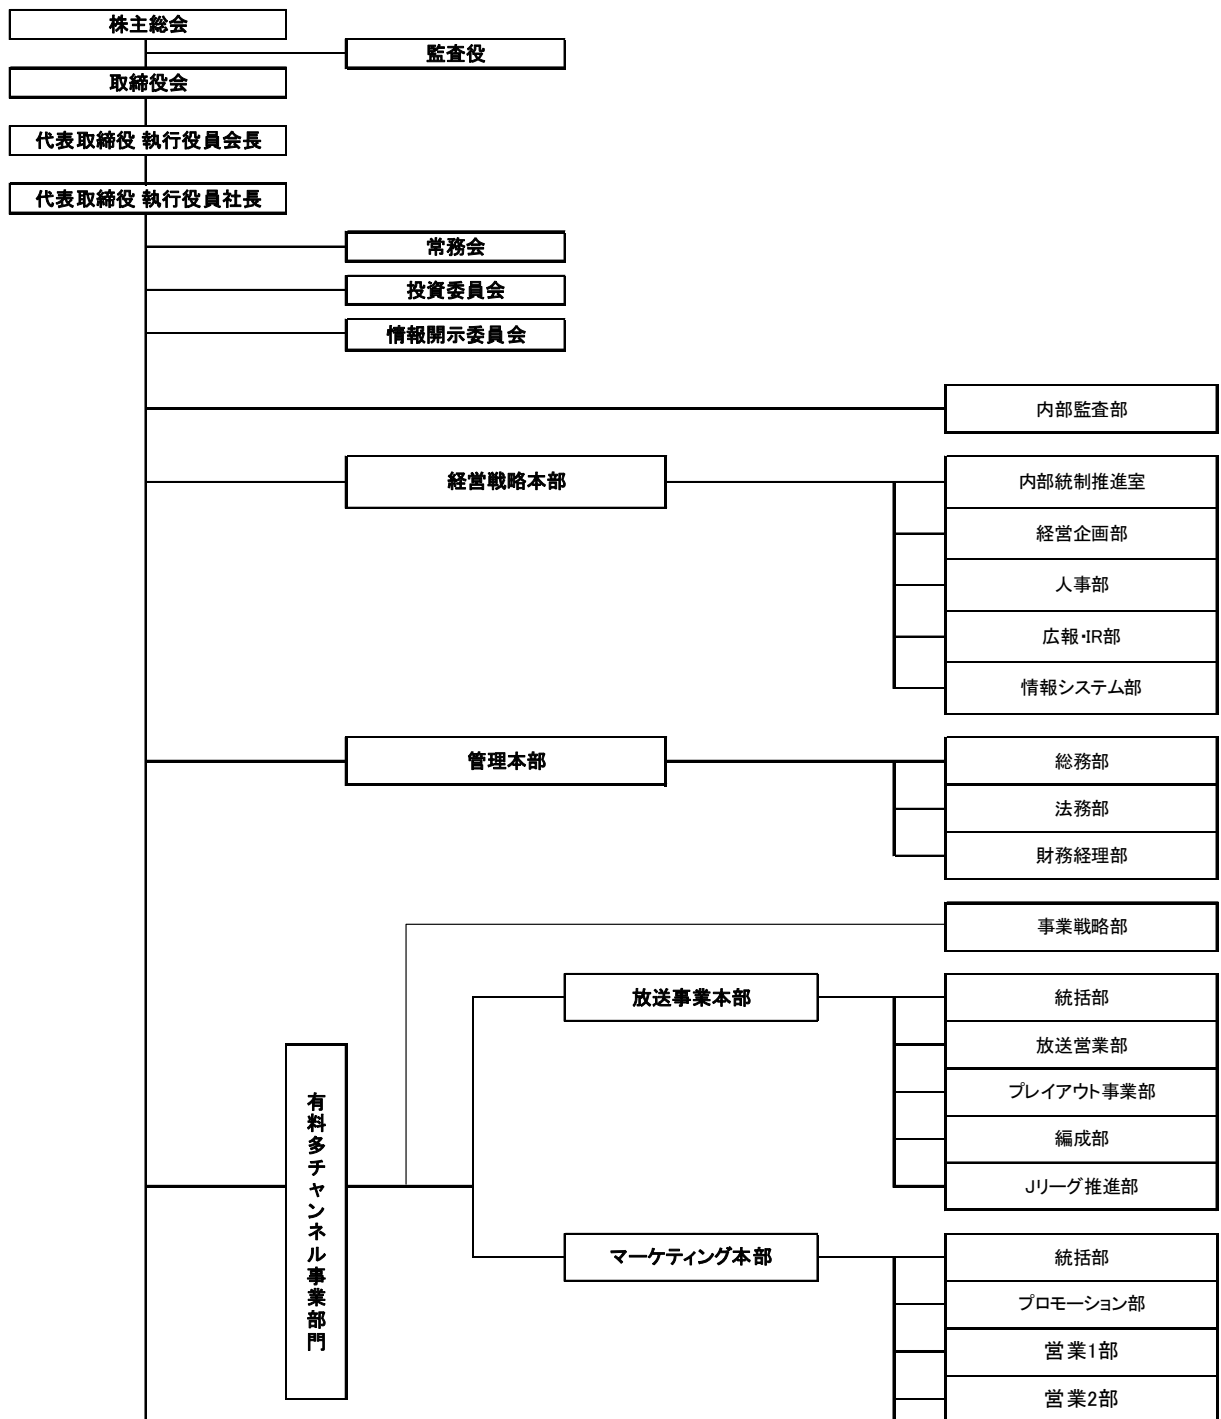 株主総会
監査役
取締役会
代表取締役 執行役員会長
代表取締役 執行役員社長
常務会
投資委員会
情報開示委員会
内部監査部
経営戦略本部
内部統制推進室
経営企画部
人事部
広報・IR部
情報システム部
管理本部
総務部
法務部
財務経理部
事業戦略部
有料多チャンネル事業部門
放送事業本部
統括部
放送営業部
プレイアウト事業部
編成部
Jリーグ推進部
マーケティング本部
統括部
プロモーション部
営業1部
営業2部